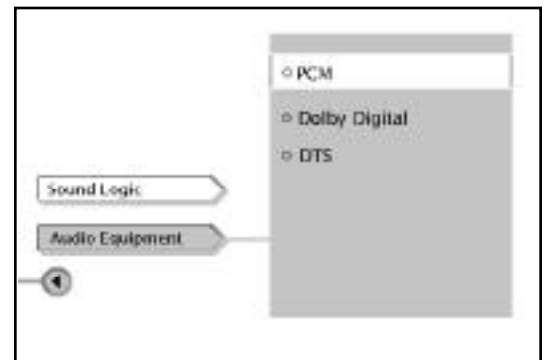 PCM
Dolby Digital
DTS
Sound Logic
Audio Equipment